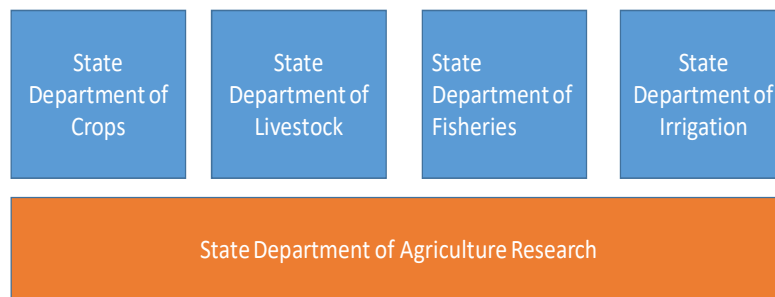 State
Department of
Crops
State
Department of
Livestock
State
Department of
Fisheries
State
Department of
Irrigation
State Department of Agriculture Research